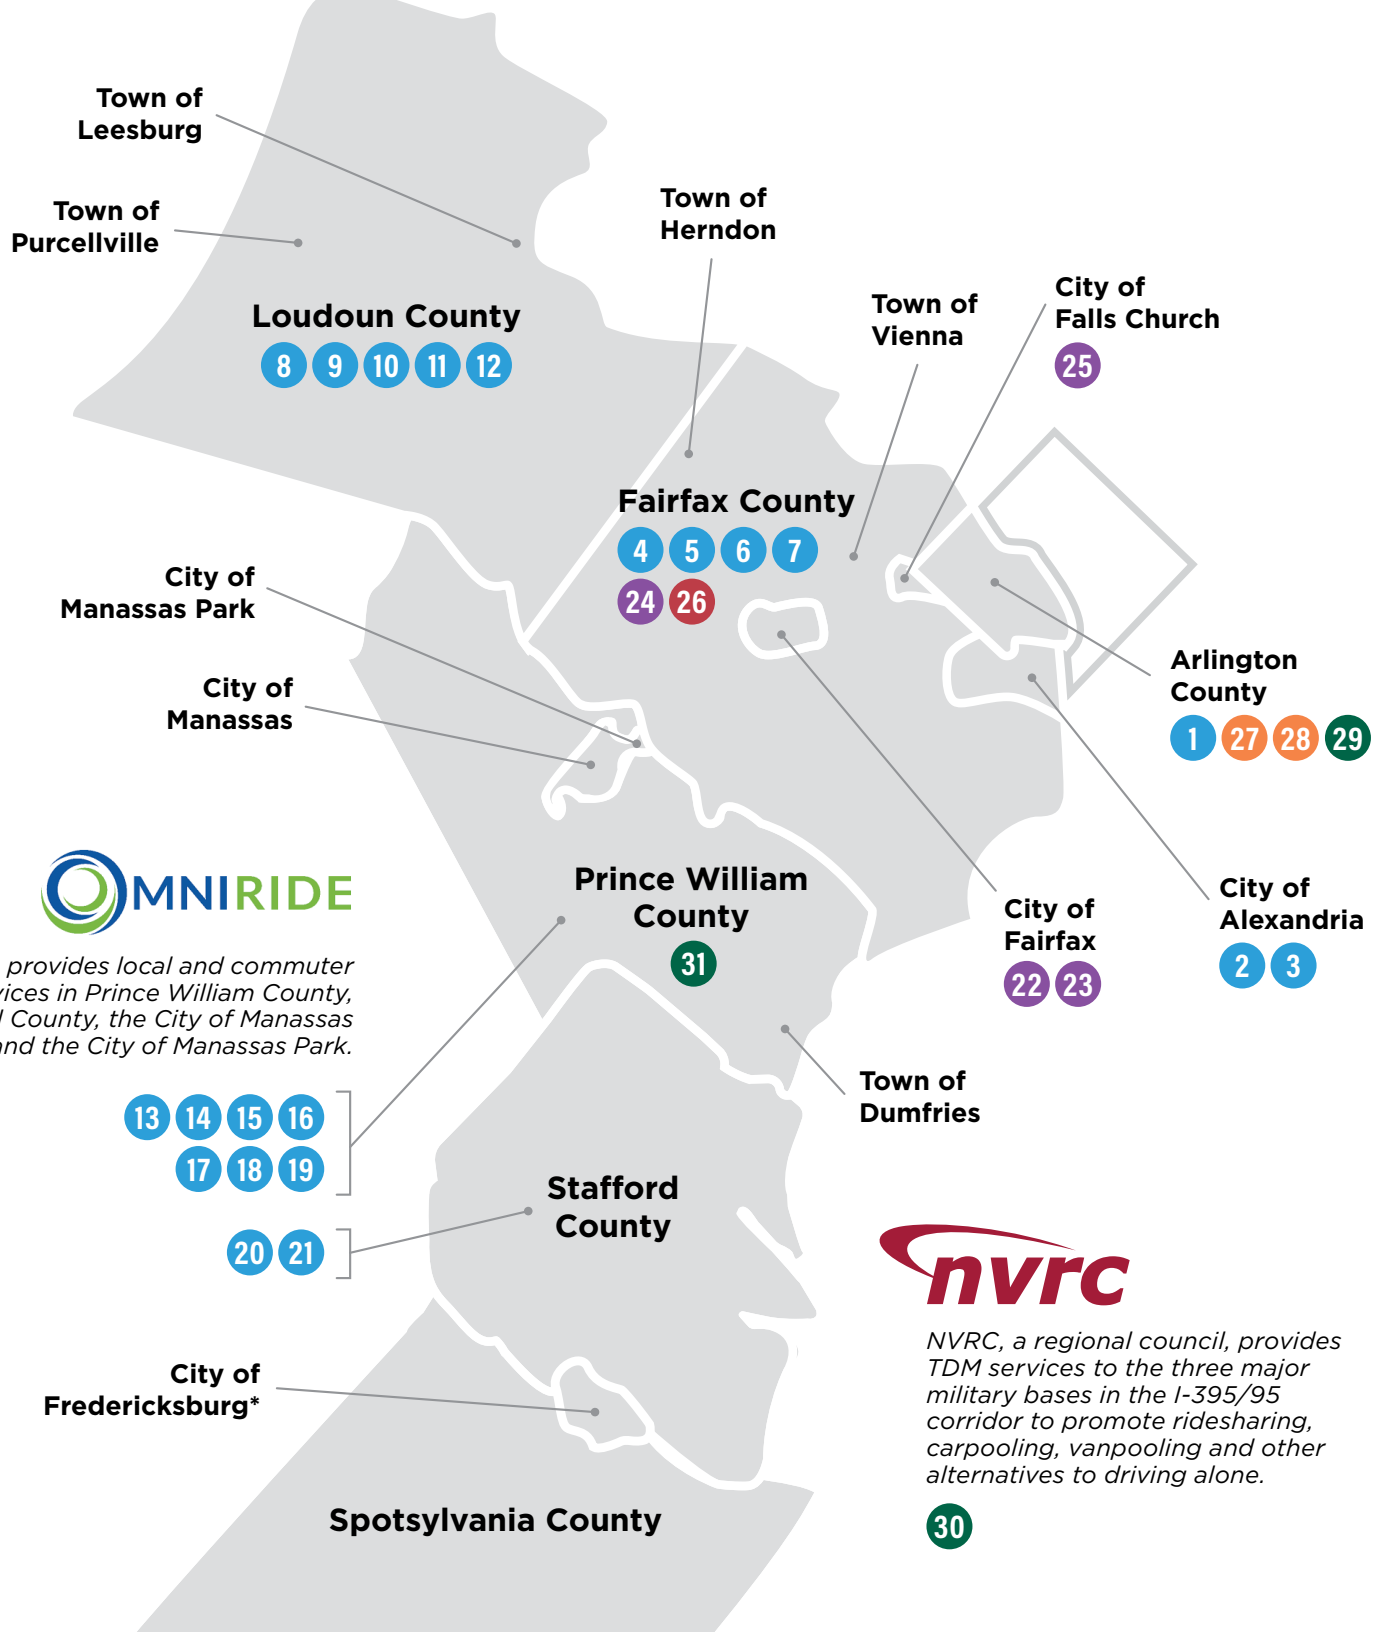 Town of
Leesburg
Town of
Purcellville
Town of
Herndon
City of
Falls Church
25
Town of
Vienna
Loudoun County
8 9 10 11 12
Fairfax County
4 5 6 7
24 26
City of
Manassas Park
City of
Manassas
Arlington
County
1 27 28 29
OMNIRIDE
provides local and commuter
in Prince William County,
County, the City of Manassas
and the City of Manassas Park.
13 14 15 16
17 18 19
20 21
Prince William
County
31
City of
Fairfax
22 23
City of
Alexandria
2 3
Town of
Dumfries
Stafford
County
nvrc
NVRC, a regional council, provides
TDM services to the three major
military bases in the I-395/95
corridor to promote ridesharing,
carpooling, vanpooling and other
alternatives to driving alone.
30
City of
Fredericksburg*
Spotsylvania County